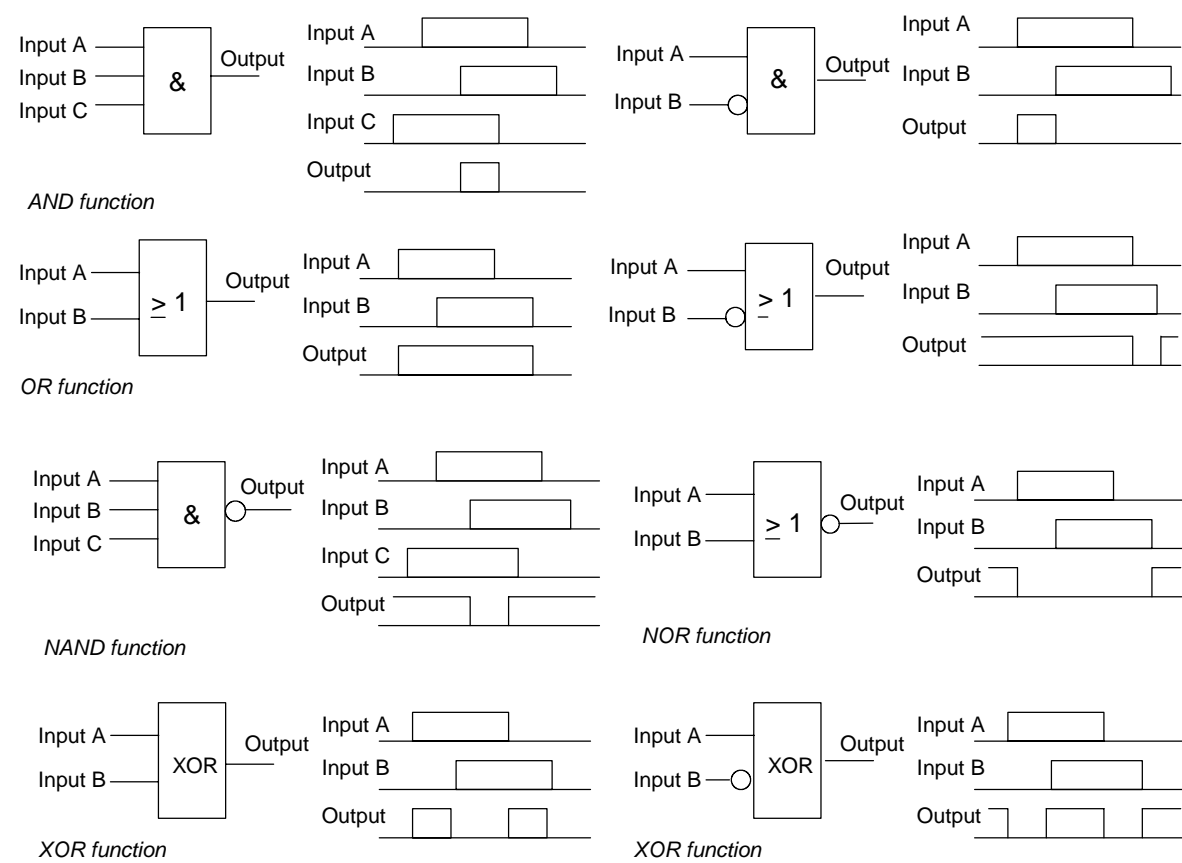 Input A
Input B
Input C
&
Output
Input A
Input B
Input C
Output
AND function
Input A
Input B
&
Output
Input A
Input B
Output
Input A
Input B
≥ 1
Output
Input A
Input B
Output
OR function
Input A
Input B
≥ 1
Output
Input A
Input B
Output
Input A
Input B
Input C
&
Output
Input A
Input B
Input C
Output
NAND function
Input A
Input B
≥ 1
Output
Input A
Input B
Output
NOR function
Input A
Input B
XOR
Output
Input A
Input B
Output
XOR function
Input A
Input B
XOR
Output
Input A
Input B
Output
XOR function